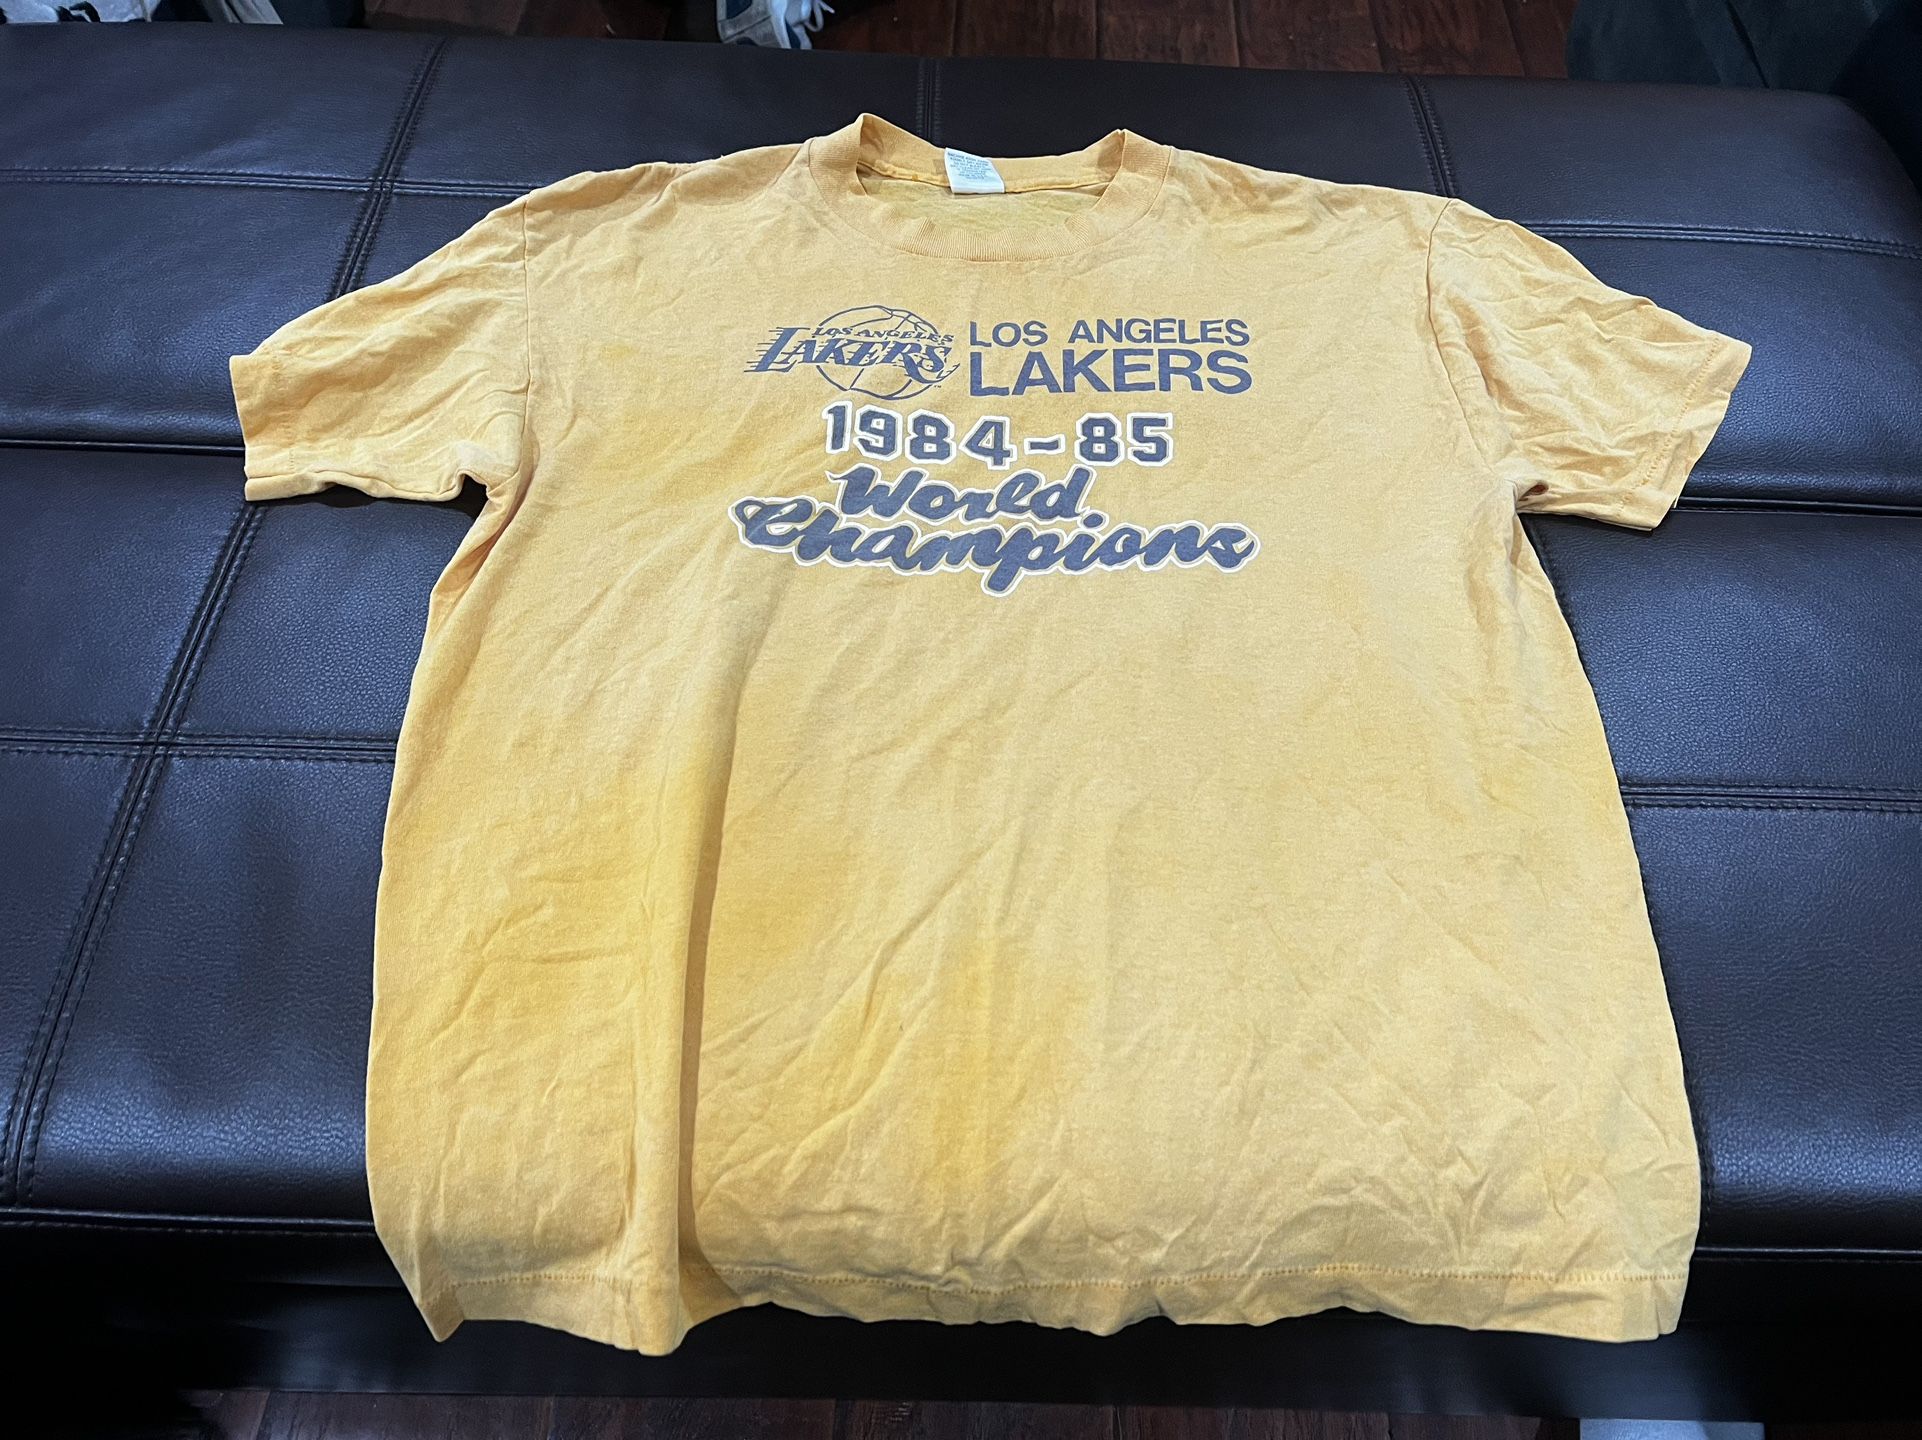 LOS ANGELES
LAKERS
LOS ANGELES
LAKERS
1984-85
World
Champions